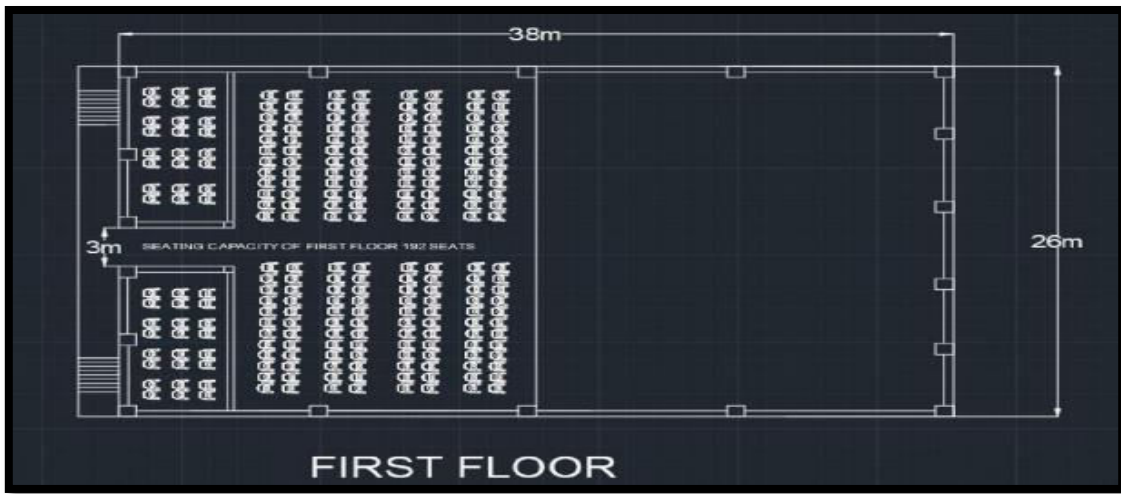 38m
3m
SEATING CAPACITY OF FIRST FLOOR 192 SEATS
26m
FIRST FLOOR